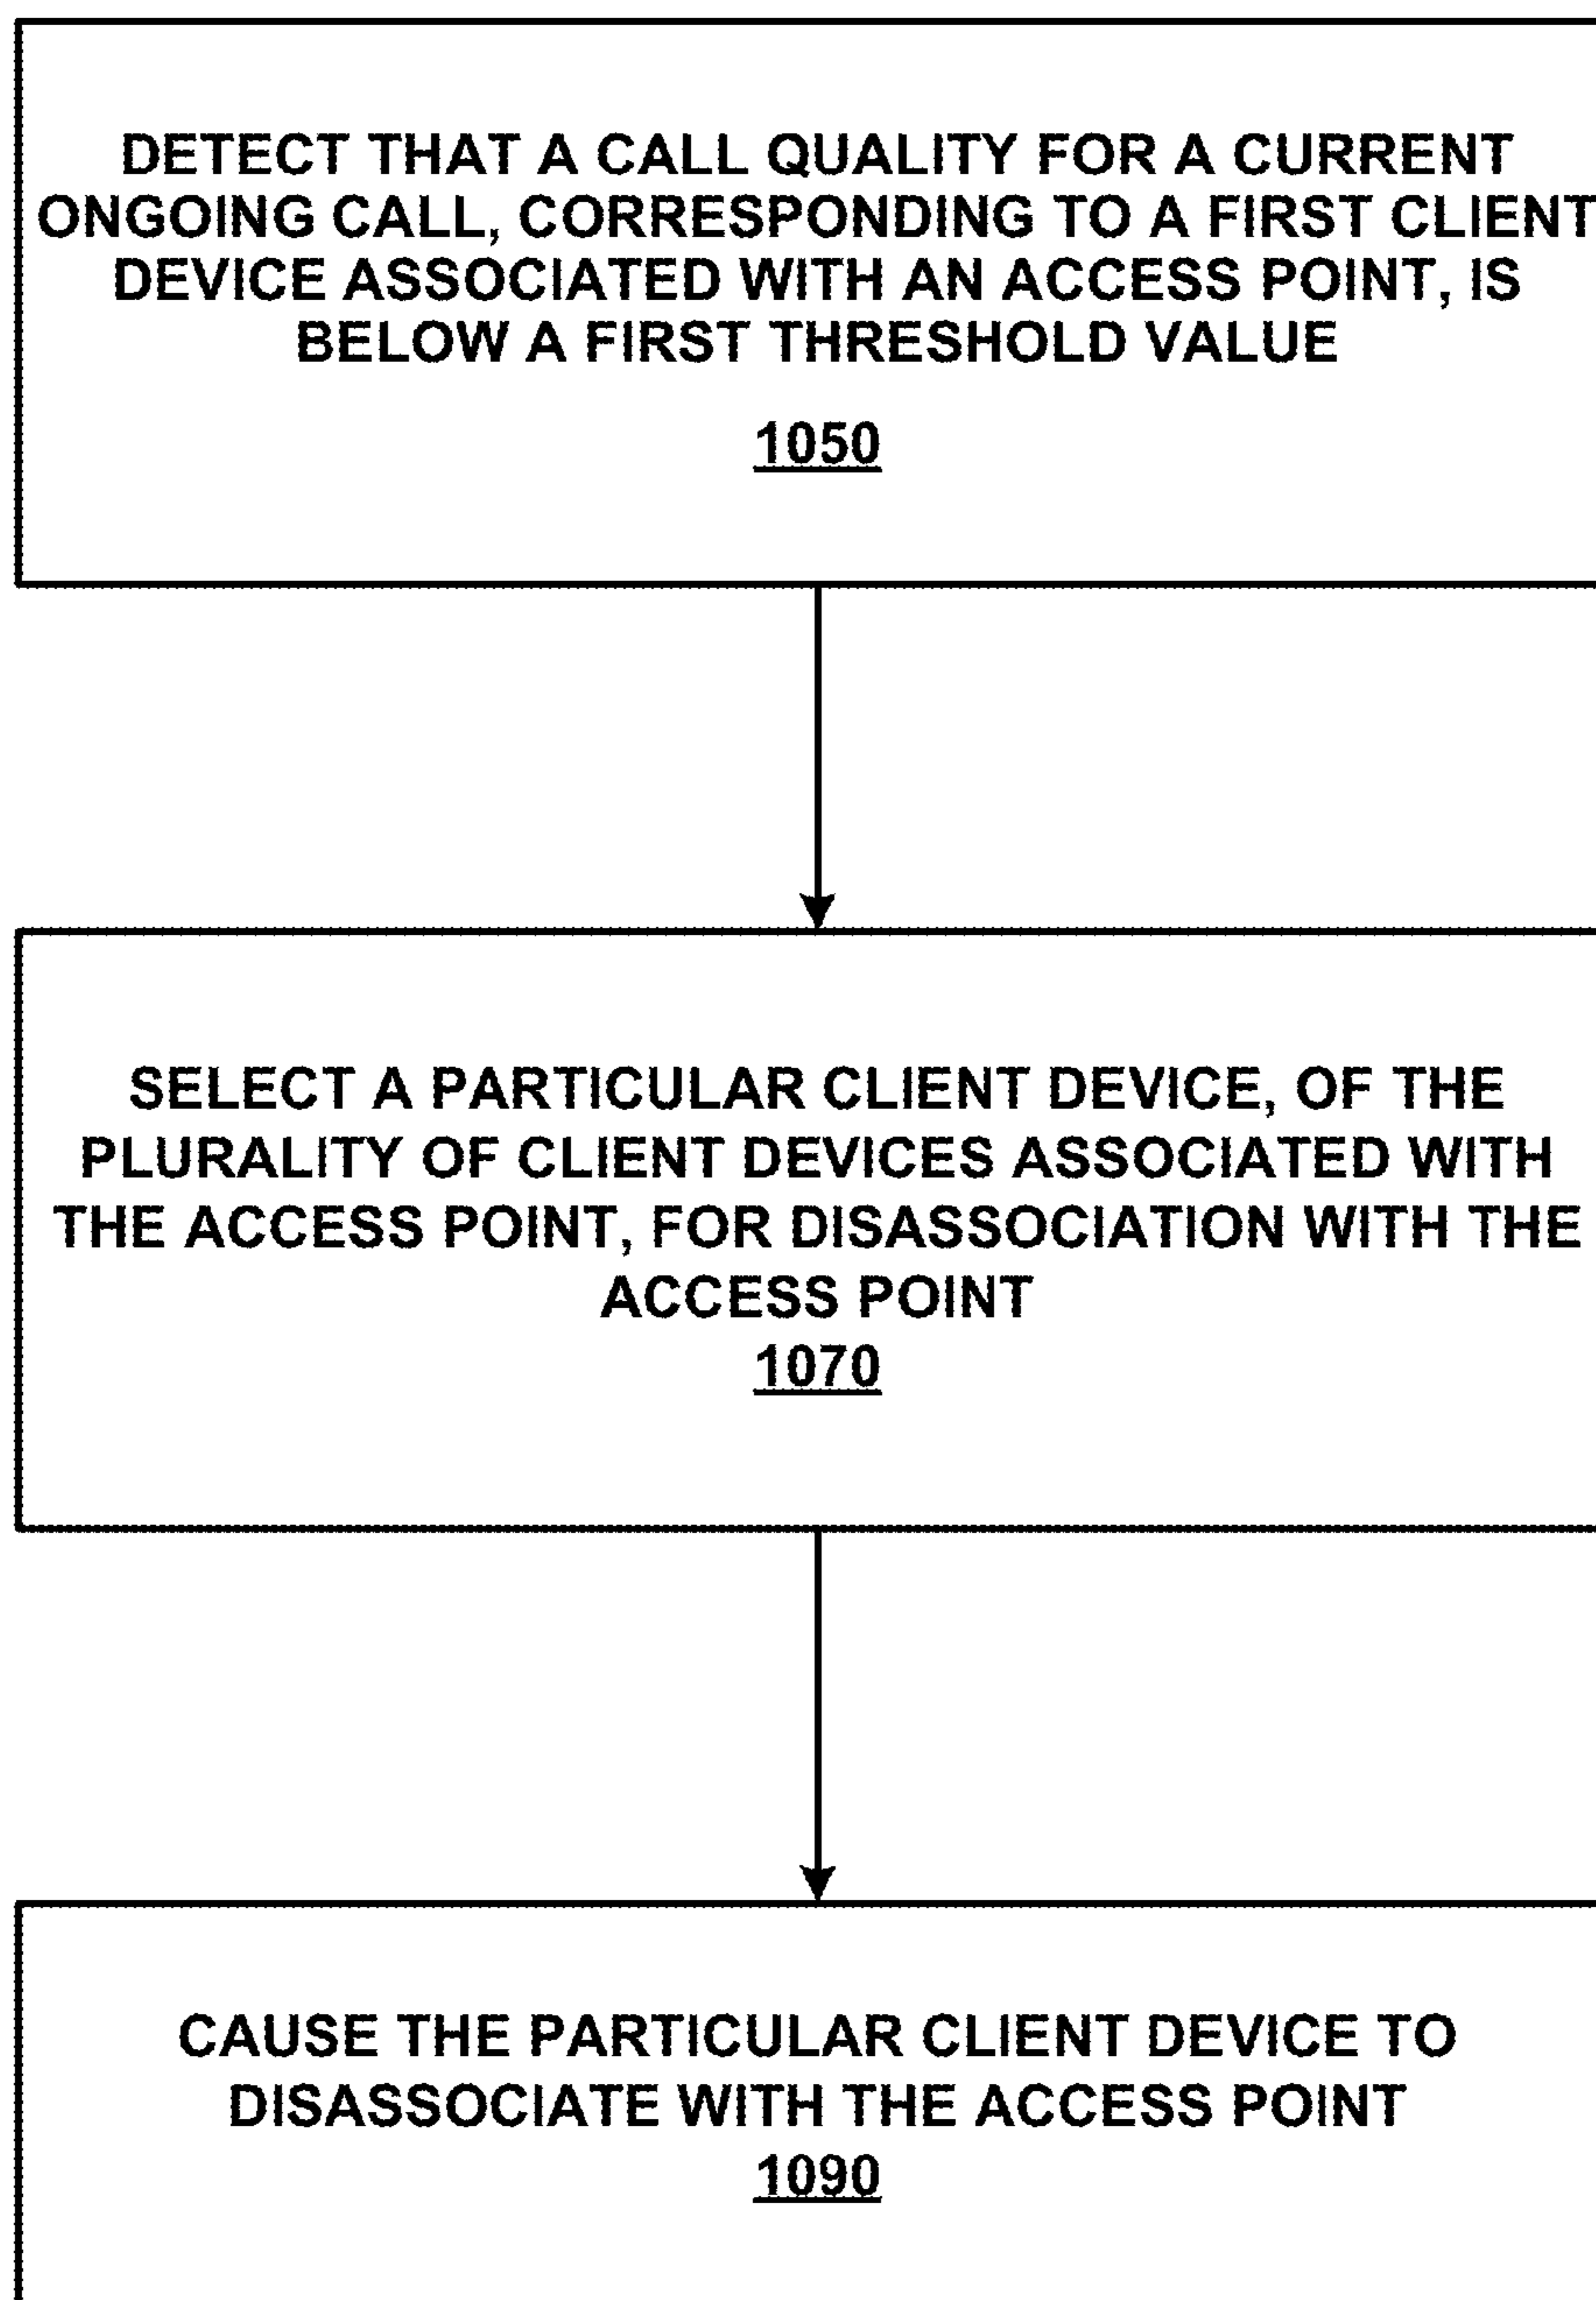 DETECT THAT A CALL QUALITY FOR A CURRENT
ONGOING CALL, CORRESPONDING TO A FIRST CLIENT
DEVICE ASSOCIATED WITH AN ACCESS POINT, IS
BELOW A FIRST THRESHOLD VALUE
1050
SELECT A PARTICULAR CLIENT DEVICE, OF THE
PLURALITY OF CLIENT DEVICES ASSOCIATED WITH
THE ACCESS POINT, FOR DISASSOCIATION WITH THE
ACCESS POINT
1070
CAUSE THE PARTICULAR CLIENT DEVICE TO
DISASSOCIATE WITH THE ACCESS POINT
1090